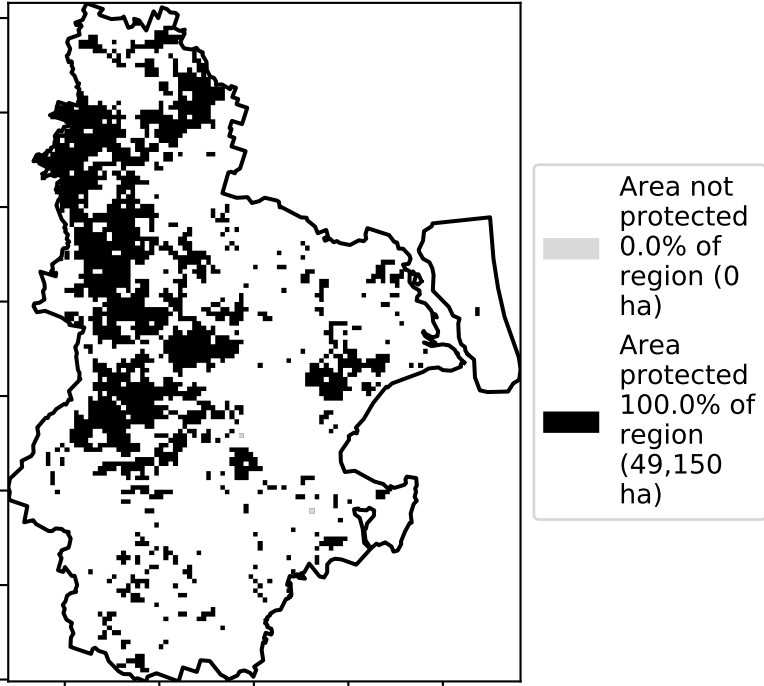 Area not
protected
0.0% of
region (0
ha)
Area
protected
100.0% of
region
(49,150
ha)